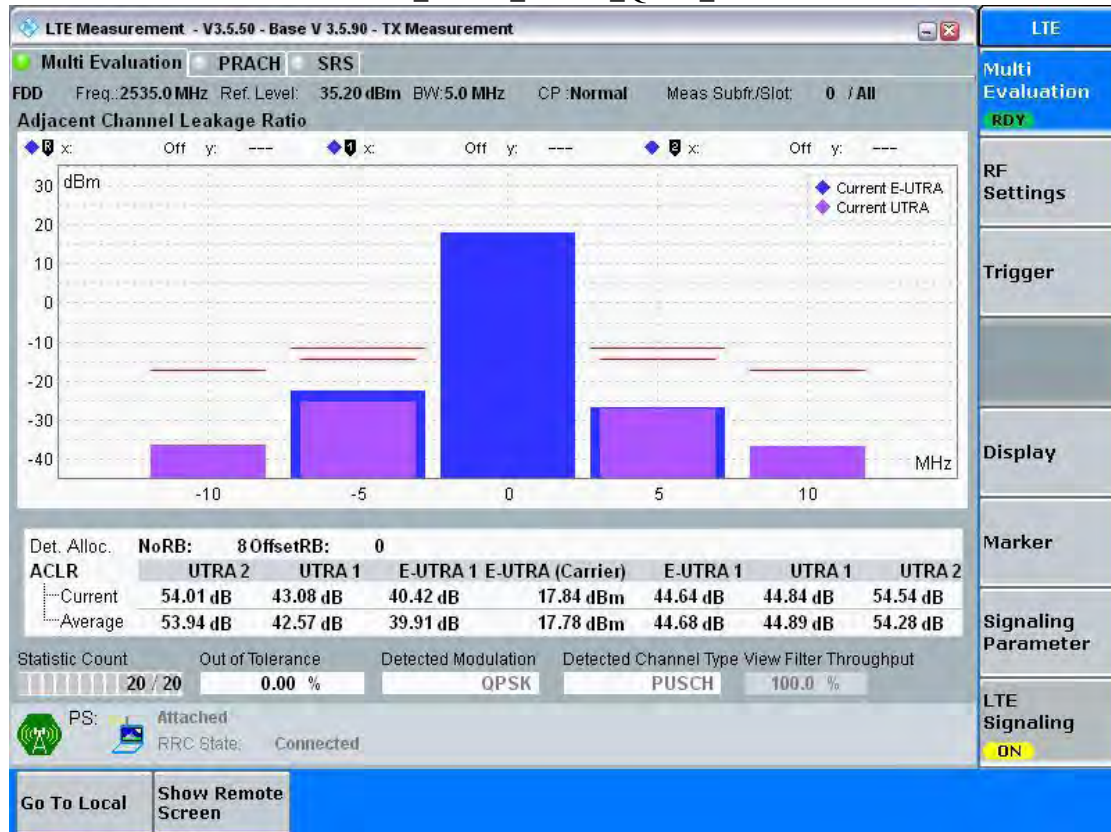 LTE Measurement - V3.5.50 - Base V 3.5.90 - TX Measurement
Multi Evaluation PRACH SRS
FDD Freq.:2535.0 MHz Ref. Level: 35.20 dBm BW:5.0 MHz CP :Normal Meas Subfr./Slot: 0 / All
Adjacent Channel Leakage Ratio
R x: Off y: --- 1 x: Off y: --- 2 x: Off y: ---
dBm
Current E-UTRA
Current UTRA
30
20
10
0
-10
-20
-30
-40
MHz
-10 -5 0 5 10
Det. Alloc. NoRB: 8 OffsetRB: 0
ACLR UTRA 2 UTRA 1 E-UTRA 1 E-UTRA (Carrier) E-UTRA 1 UTRA 1 UTRA 2
Current 54.01 dB 43.08 dB 40.42 dB 17.84 dBm 44.64 dB 44.84 dB 54.54 dB
Average 53.94 dB 42.57 dB 39.91 dB 17.78 dBm 44.68 dB 44.89 dB 54.28 dB
Statistic Count Out of Tolerance Detected Modulation Detected Channel Type View Filter Throughput
20 / 20 0.00 % QPSK PUSCH 100.0 %
PS: Attached
RRC State: Connected
Go To Local
Show Remote
Screen
LTE
Multi
Evaluation
RDY
RF
Settings
Trigger
Display
Marker
Signaling
Parameter
LTE
Signaling
ON